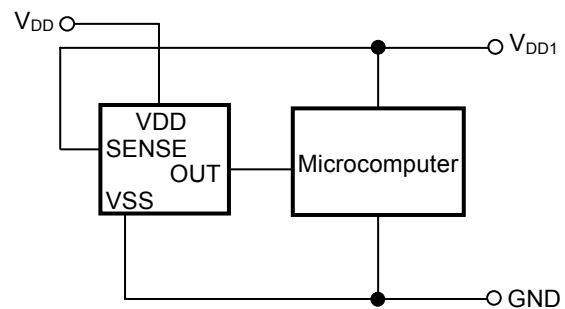 VDD
VDD1
VDD
SENSE
OUT
VSS
Microcomputer
GND